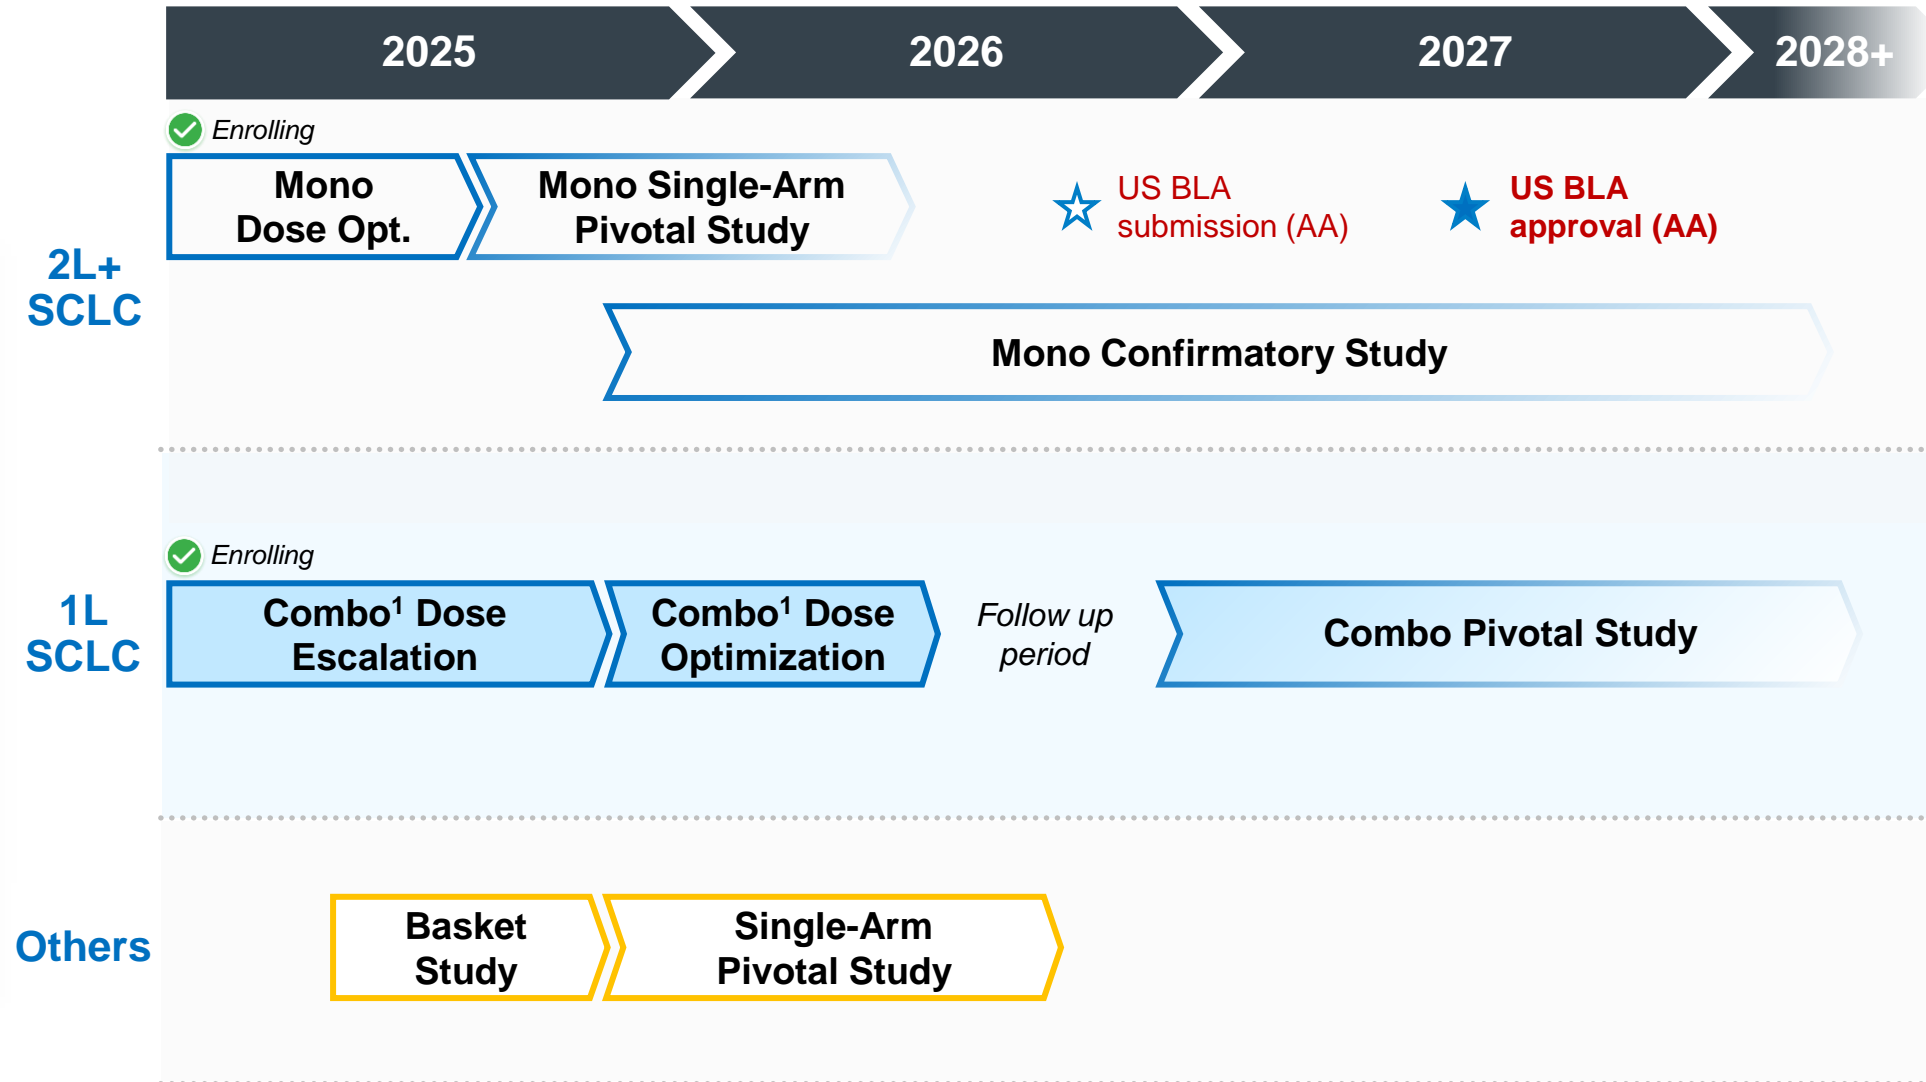 2025
2026
2027
2028+
Enrolling
2L+
SCLC
Mono
Dose Opt.
Mono Single-Arm
Pivotal Study
US BLA
submission (AA)
US BLA
approval (AA)
Mono Confirmatory Study
Enrolling
1L
SCLC
Combo¹ Dose
Escalation
Combo¹ Dose
Optimization
Follow up
period
Combo Pivotal Study
Others
Basket
Study
Single-Arm
Pivotal Study